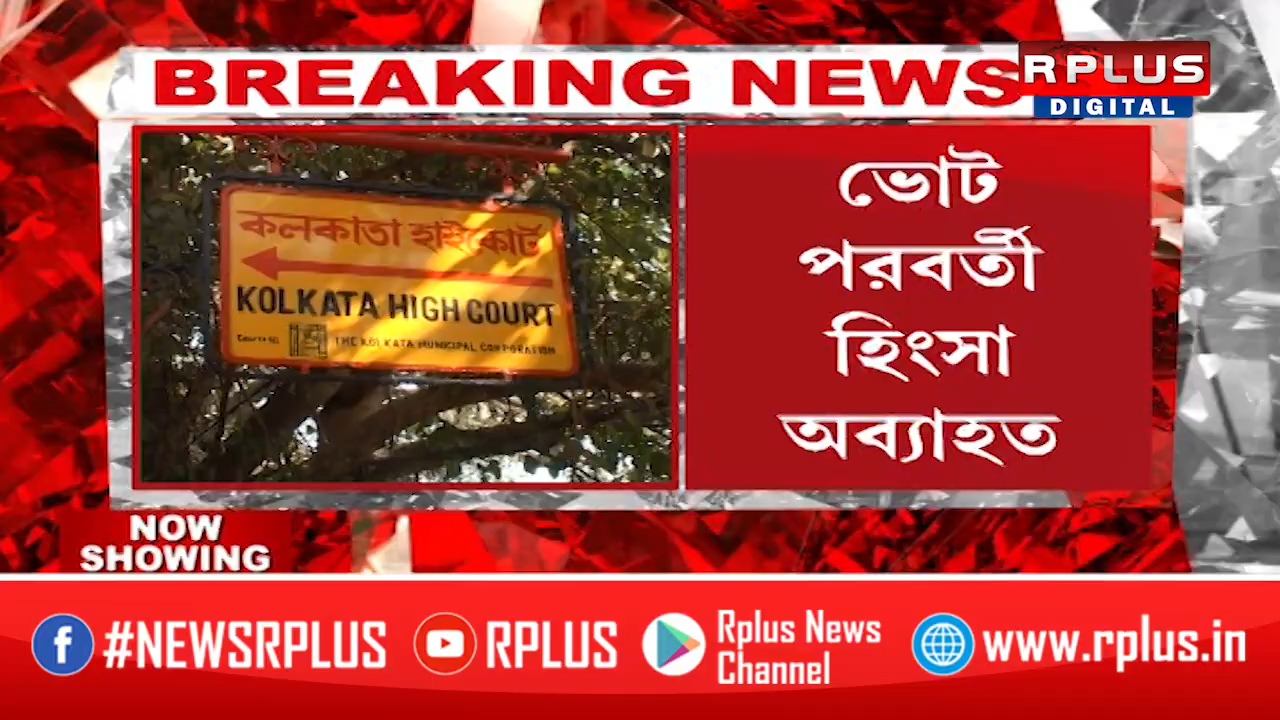 BREAKING NEWS
RPLUS
DIGITAL
কলকাতা হাইকোর্ট
KOLKATA HIGH COURT
THE KOLKATA MUNICIPAL CORPORATION
ভোট
পরবর্তী
হিংসা
অব্যাহত
NOW
SHOWING
#NEWSRPLUS
RPLUS
Rplus News
Channel
www.rplus.in